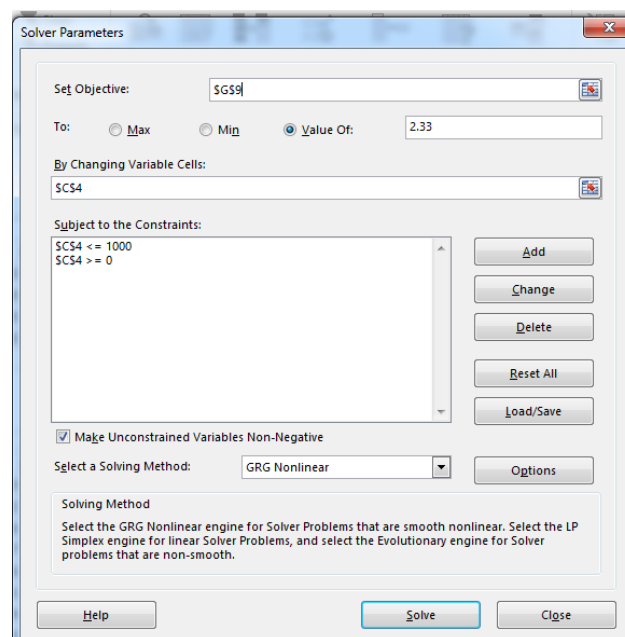 Solver Parameters
Set Objective:
$G$9
To:
Max
Min
Value Of:
2.33
By Changing Variable Cells:
$C$4
Subject to the Constraints:
$C$4 <= 1000
$C$4 >= 0
Add
Change
Delete
Reset All
Load/Save
Make Unconstrained Variables Non-Negative
Select a Solving Method:
GRG Nonlinear
Options
Solving Method
Select the GRG Nonlinear engine for Solver Problems that are smooth nonlinear. Select the LP
Simplex engine for linear Solver Problems, and select the Evolutionary engine for Solver
problems that are non-smooth.
Help
Solve
Close